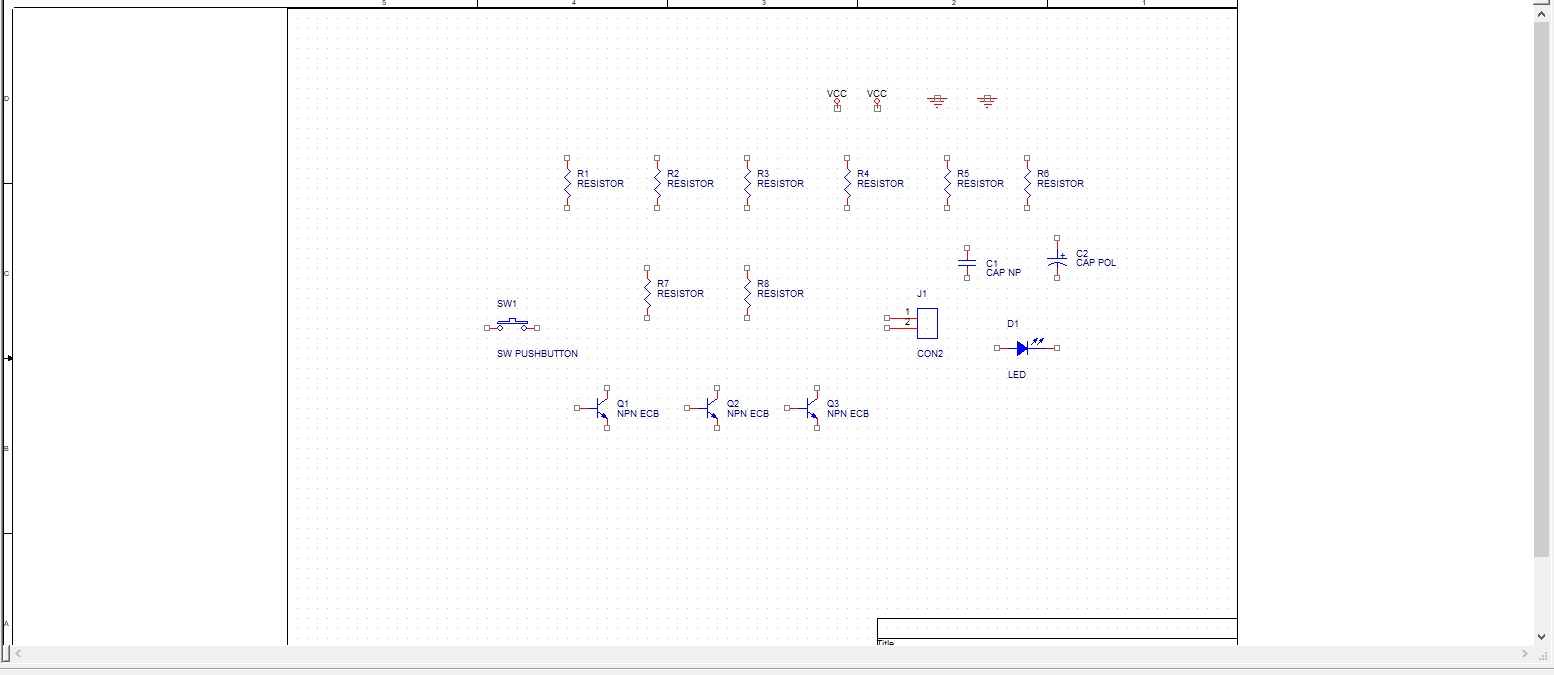 5 4 3 2 1
D
VCC VCC
R1 R2 R3 R4 R5 R6
RESISTOR RESISTOR RESISTOR RESISTOR RESISTOR RESISTOR
C2
CAP POL
C1
CAP NP
C
R7 R8
RESISTOR RESISTOR
J1
SW1
1
2
D1
SW PUSHBUTTON
CON2
LED
Q1 Q2 Q3
NPN ECB NPN ECB NPN ECB
B
A
Title